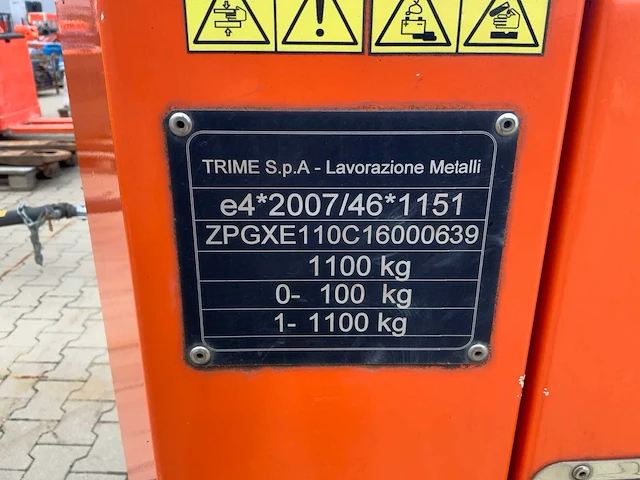 TRIME S.p.A - Lavorazione Metalli
e4*2007/46*1151
ZPGXE110C16000639
1100 kg
0- 100 kg
1- 1100 kg